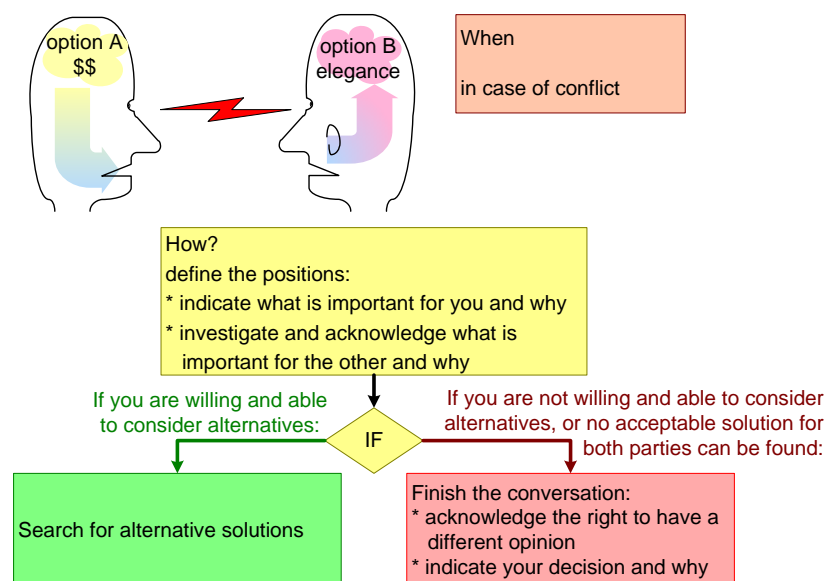 option A
$$
option B
elegance
When
in case of conflict
How?
define the positions:
* indicate what is important for you and why
* investigate and acknowledge what is
important for the other and why
If you are willing and able
to consider alternatives:
IF
If you are not willing and able to consider
alternatives, or no acceptable solution for
both parties can be found:
Search for alternative solutions
Finish the conversation:
* acknowledge the right to have a
different opinion
* indicate your decision and why